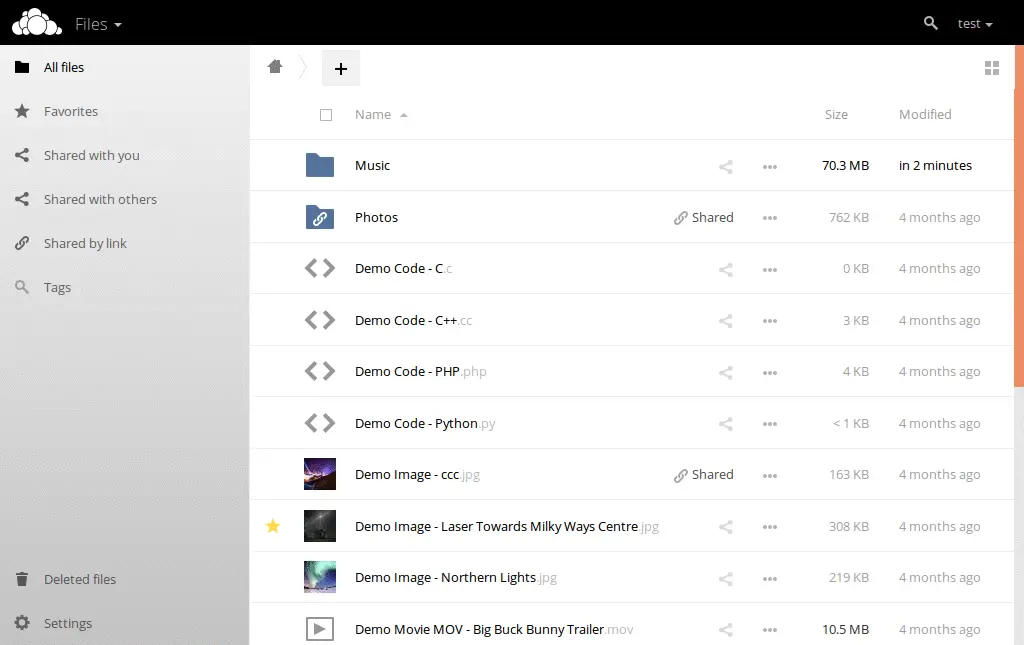 Files
test
All files
Favorites
Shared with you
Shared with others
Shared by link
Tags
Deleted files
Settings
+
Name Size Modified
Music 70.3 MB in 2 minutes
Photos Shared 762 KB 4 months ago
Demo Code - C.c 0 KB 4 months ago
Demo Code - C++.cc 3 KB 4 months ago
Demo Code - PHP.php 4 KB 4 months ago
Demo Code - Python.py < 1 KB 4 months ago
Demo Image - ccc.jpg Shared 163 KB 4 months ago
Demo Image - Laser Towards Milky Ways Centre.jpg 308 KB 4 months ago
Demo Image - Northern Lights.jpg 219 KB 4 months ago
Demo Movie MOV - Big Buck Bunny Trailer.mov 10.5 MB 4 months ago